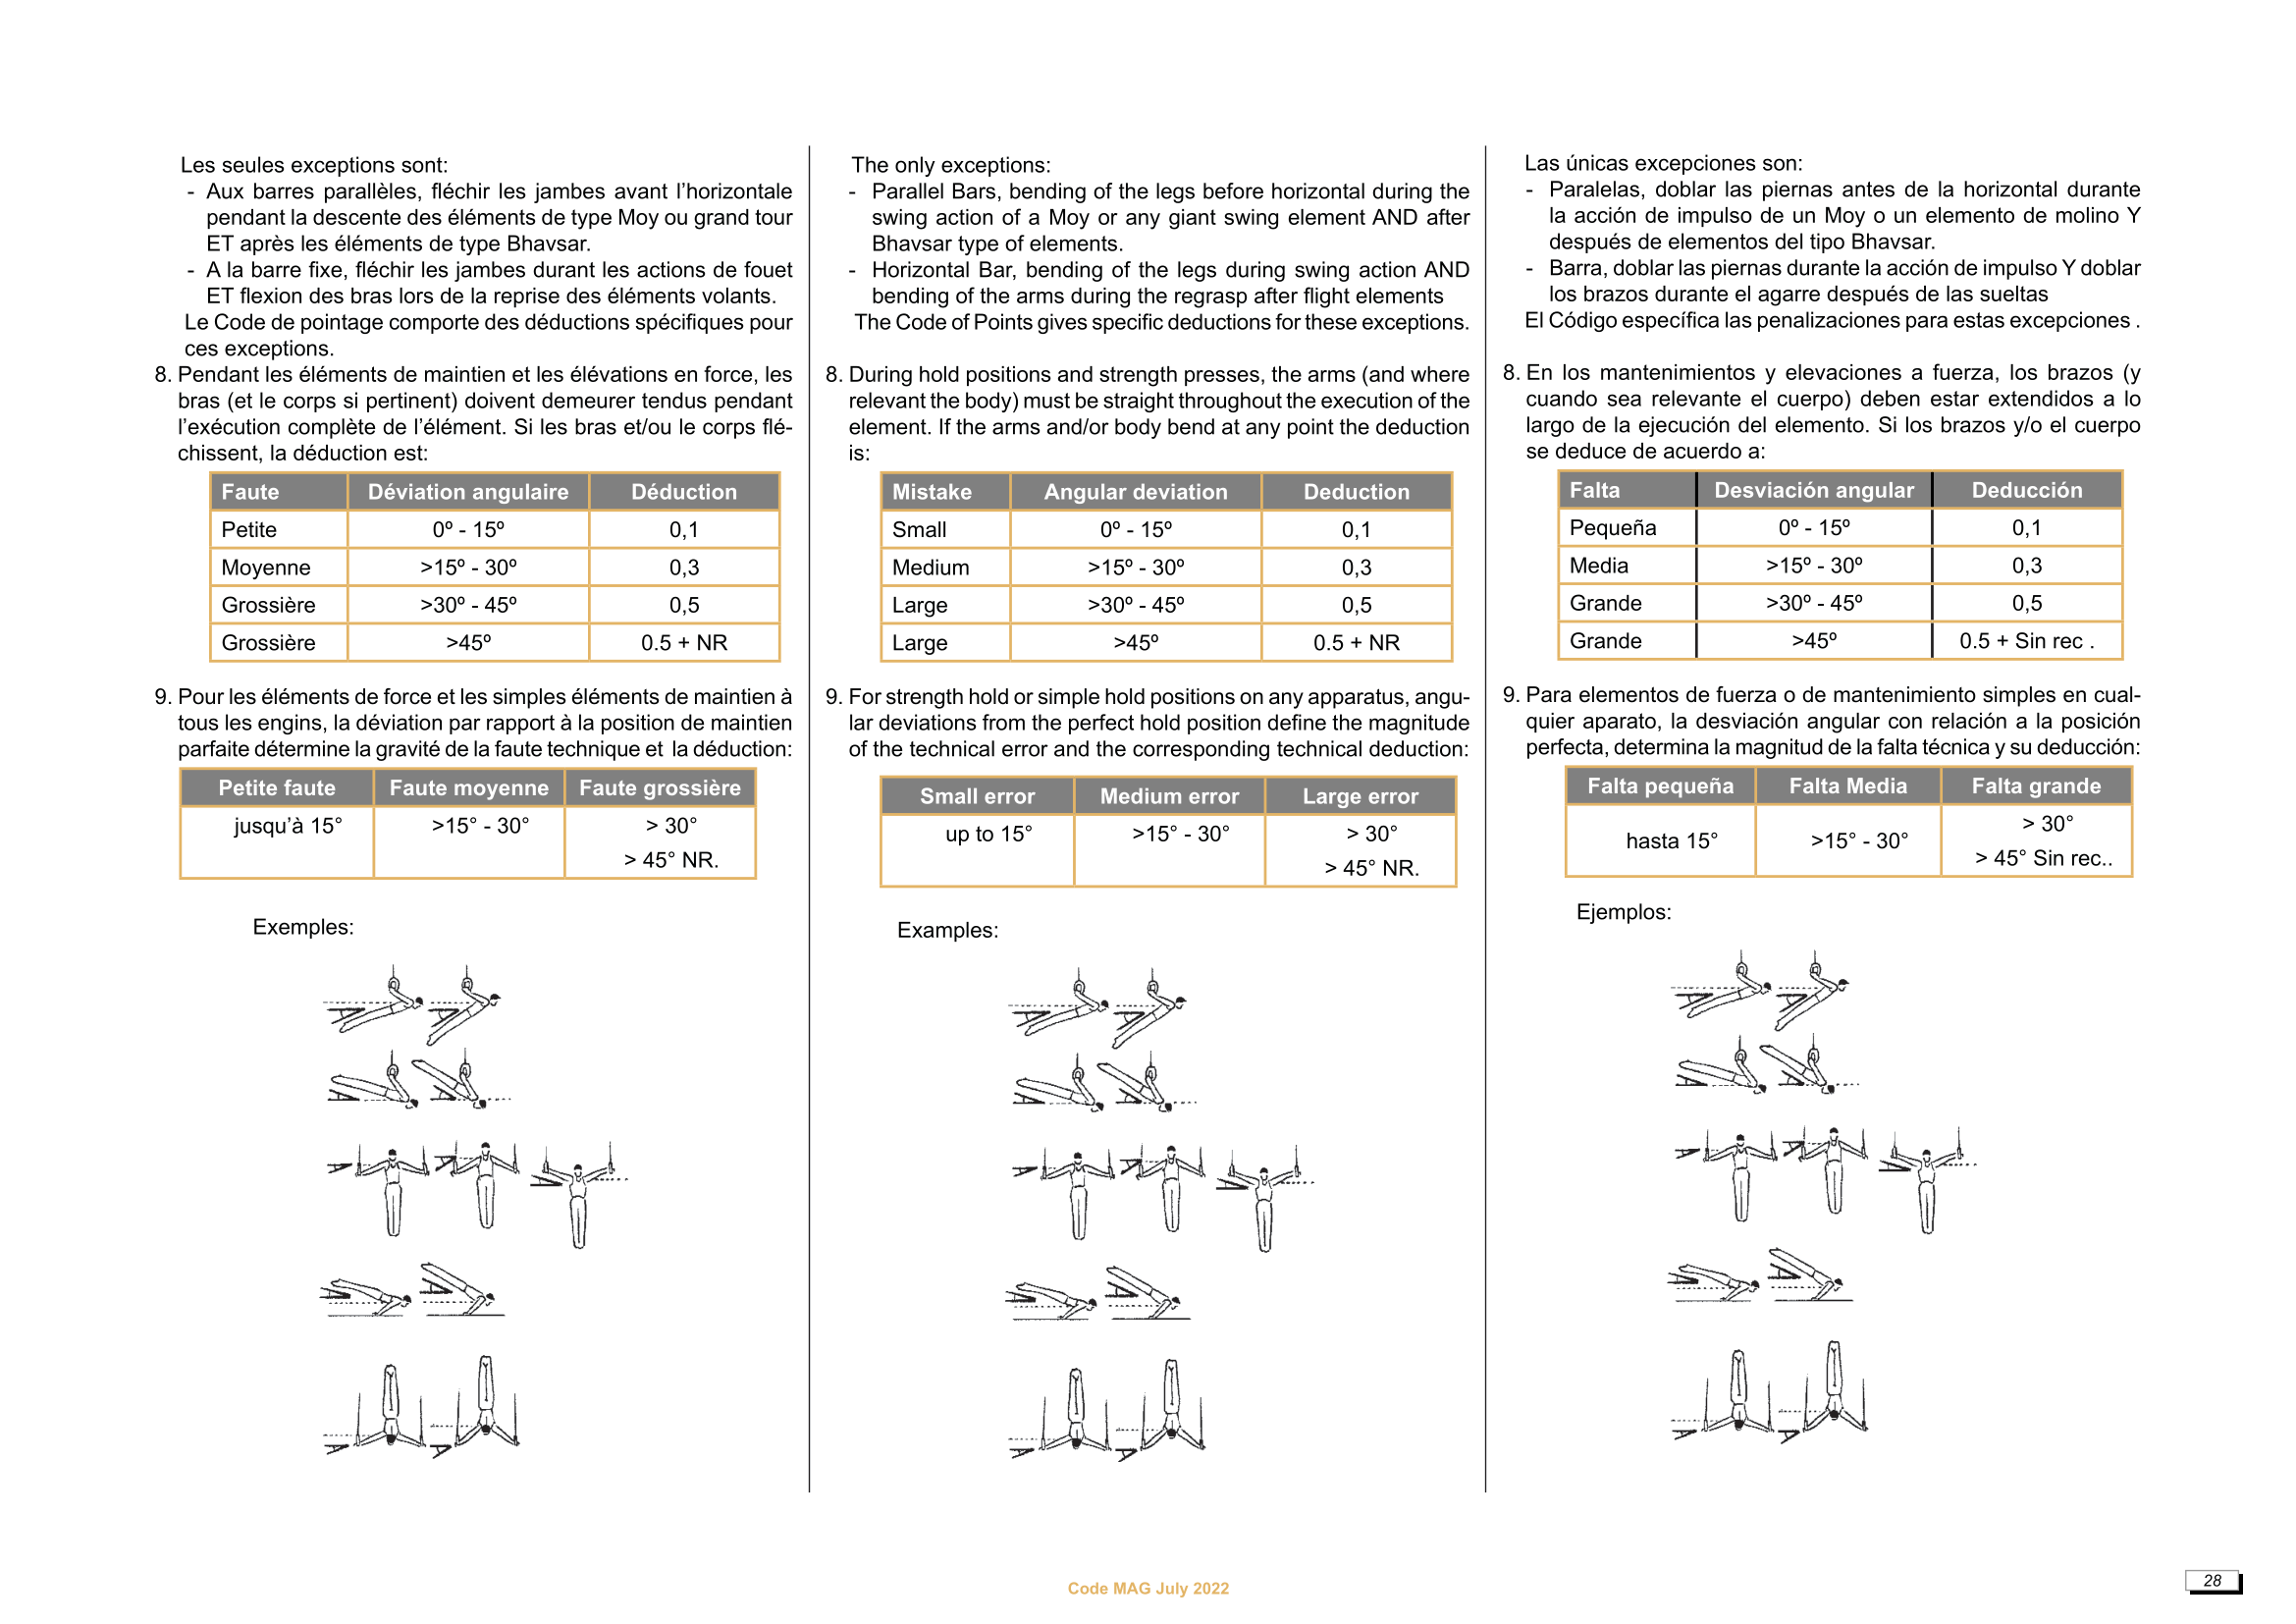 Les seules exceptions sont:
- Aux barres parallèles, fléchir les jambes avant l’horizontale
pendant la descente des éléments de type Moy ou grand tour
ET après les éléments de type Bhavsar.
- A la barre fixe, fléchir les jambes durant les actions de fouet
ET flexion des bras lors de la reprise des éléments volants.
Le Code de pointage comporte des déductions spécifiques pour
ces exceptions.
8. Pendant les éléments de maintien et les élévations en force, les
bras (et le corps si pertinent) doivent demeurer tendus pendant
l’exécution complète de l’élément. Si les bras et/ou le corps flé-
chissent, la déduction est:
Faute Déviation angulaire Déduction
Petite 0º - 15º 0,1
Moyenne >15º - 30º 0,3
Grossière >30º - 45º 0,5
Grossière >45º 0.5 + NR
9. Pour les éléments de force et les simples éléments de maintien à
tous les engins, la déviation par rapport à la position de maintien
parfaite détermine la gravité de la faute technique et la déduction:
Petite faute Faute moyenne Faute grossière
jusqu’à 15° >15° - 30° > 30°
> 45° NR.
Exemples:
The only exceptions:
- Parallel Bars, bending of the legs before horizontal during the
swing action of a Moy or any giant swing element AND after
Bhavsar type of elements.
- Horizontal Bar, bending of the legs during swing action AND
bending of the arms during the regrasp after flight elements
The Code of Points gives specific deductions for these exceptions.
8. During hold positions and strength presses, the arms (and where
relevant the body) must be straight throughout the execution of the
element. If the arms and/or body bend at any point the deduction
is:
Mistake Angular deviation Deduction
Small 0º - 15º 0,1
Medium >15º - 30º 0,3
Large >30º - 45º 0,5
Large >45º 0.5 + NR
9. For strength hold or simple hold positions on any apparatus, angu-
lar deviations from the perfect hold position define the magnitude
of the technical error and the corresponding technical deduction:
Small error Medium error Large error
up to 15° >15° - 30° > 30°
> 45° NR.
Examples:
Las únicas excepciones son:
- Paralelas, doblar las piernas antes de la horizontal durante
la acción de impulso de un Moy o un elemento de molino Y
después de elementos del tipo Bhavsar.
- Barra, doblar las piernas durante la acción de impulso Y doblar
los brazos durante el agarre después de las sueltas
El Código específica las penalizaciones para estas excepciones .
8. En los mantenimientos y elevaciones a fuerza, los brazos (y
cuando sea relevante el cuerpo) deben estar extendidos a lo
largo de la ejecución del elemento. Si los brazos y/o el cuerpo
se deduce de acuerdo a:
Falta Desviación angular Deducción
Pequeña 0º - 15º 0,1
Media >15º - 30º 0,3
Grande >30º - 45º 0,5
Grande >45º 0.5 + Sin rec .
9. Para elementos de fuerza o de mantenimiento simples en cual-
quier aparato, la desviación angular con relación a la posición
perfecta, determina la magnitud de la falta técnica y su deducción:
Falta pequeña Falta Media Falta grande
hasta 15° >15° - 30° > 30°
> 45° Sin rec..
Ejemplos:
Code MAG July 2022
28